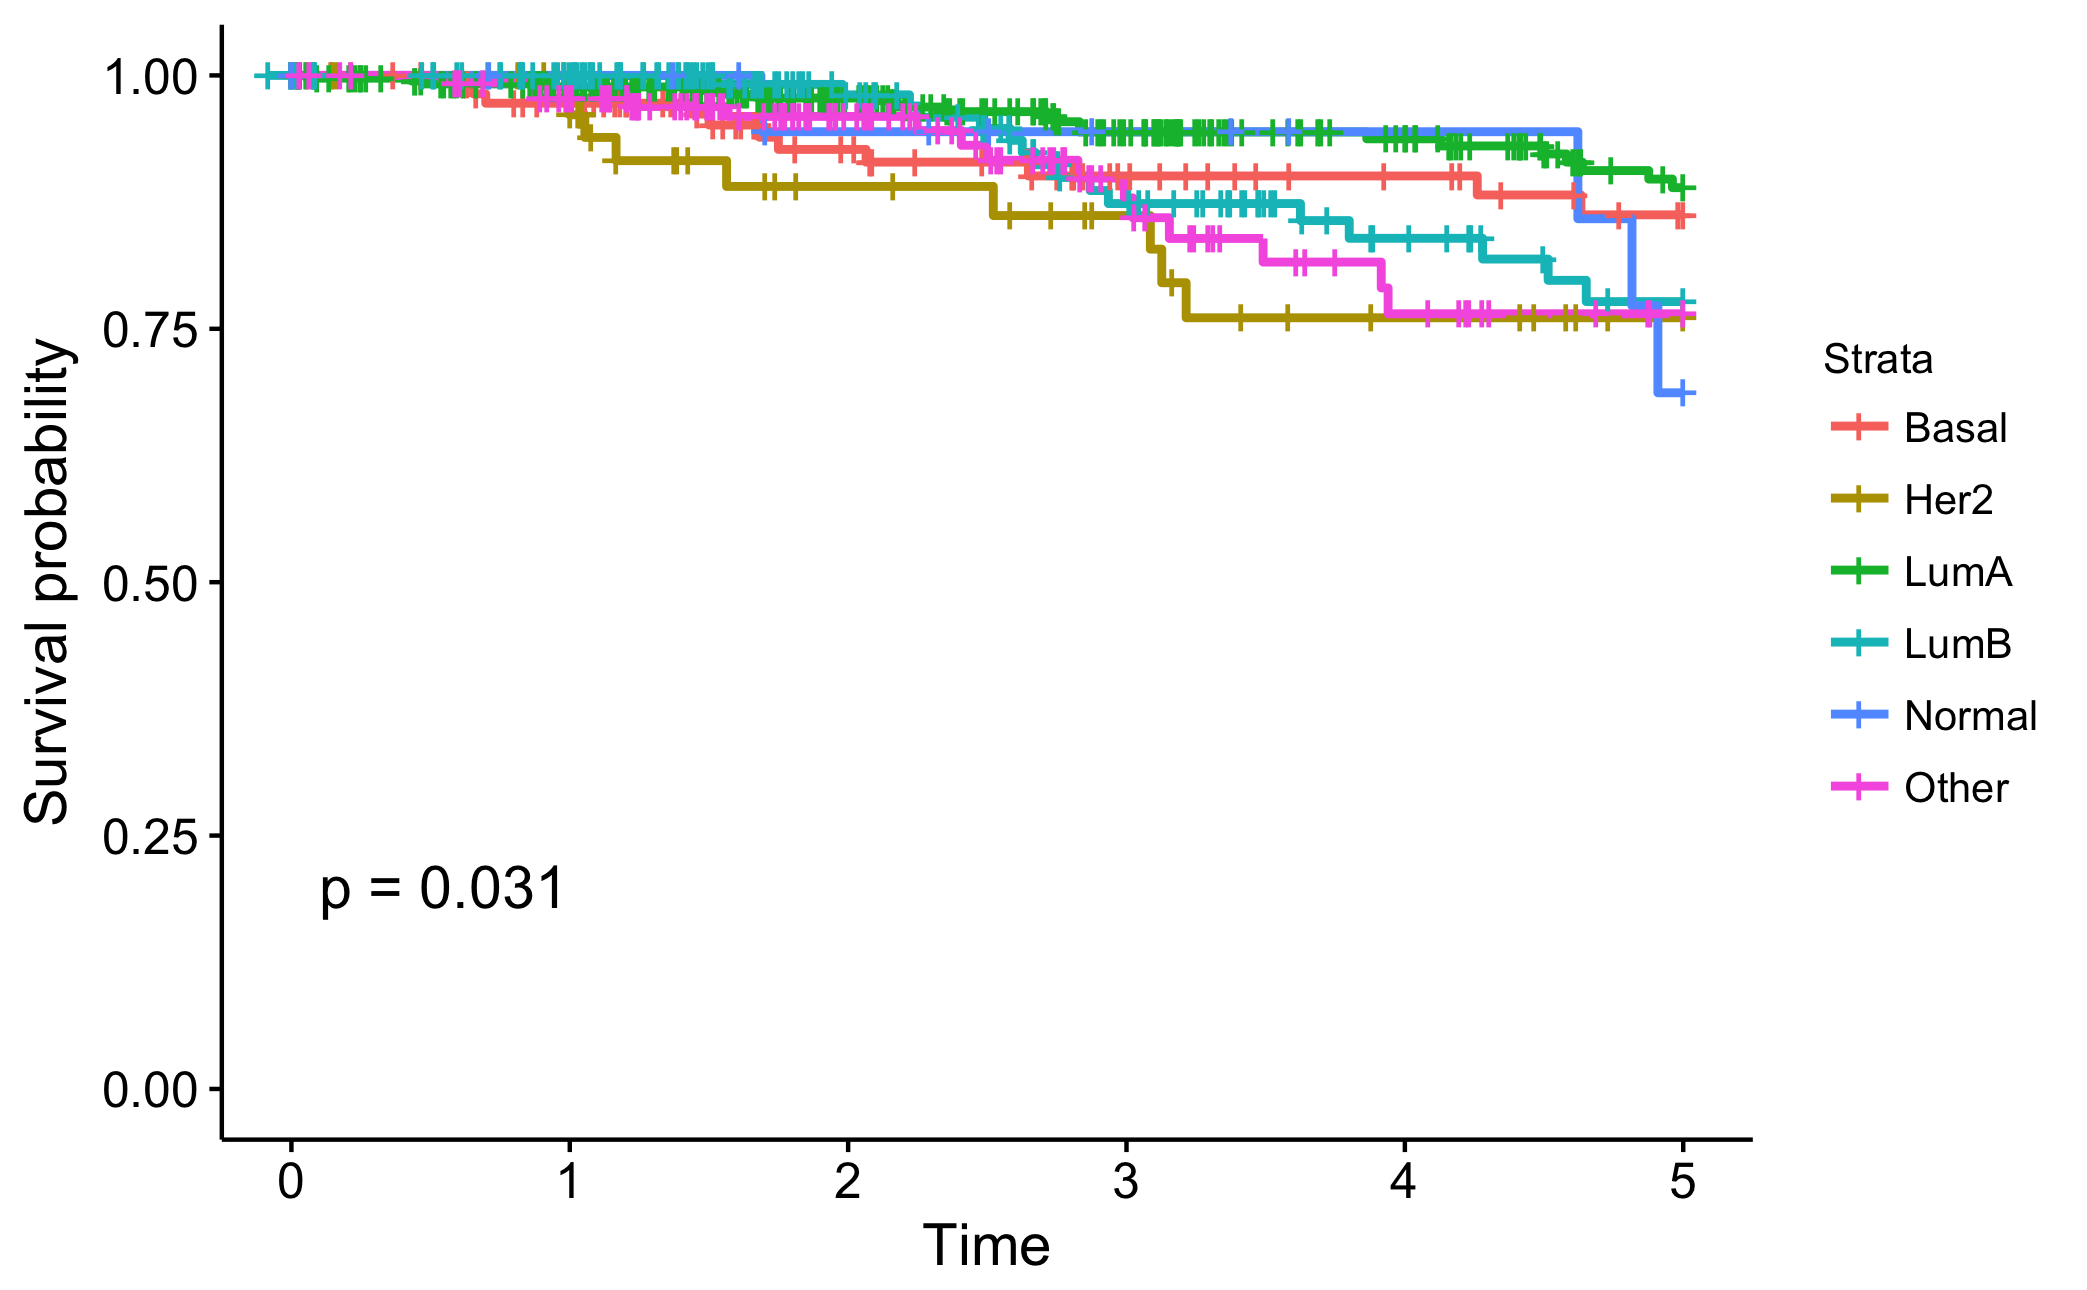 1.00
0.75
0.50
0.25
0.00
Survival probability
p = 0.031
0 1 2 3 4 5
Time
Strata
Basal
Her2
LumA
LumB
Normal
Other